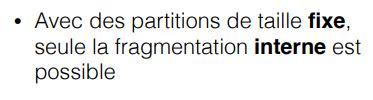 • Avec des partitions de taille fixe,
seule la fragmentation interne est
possible